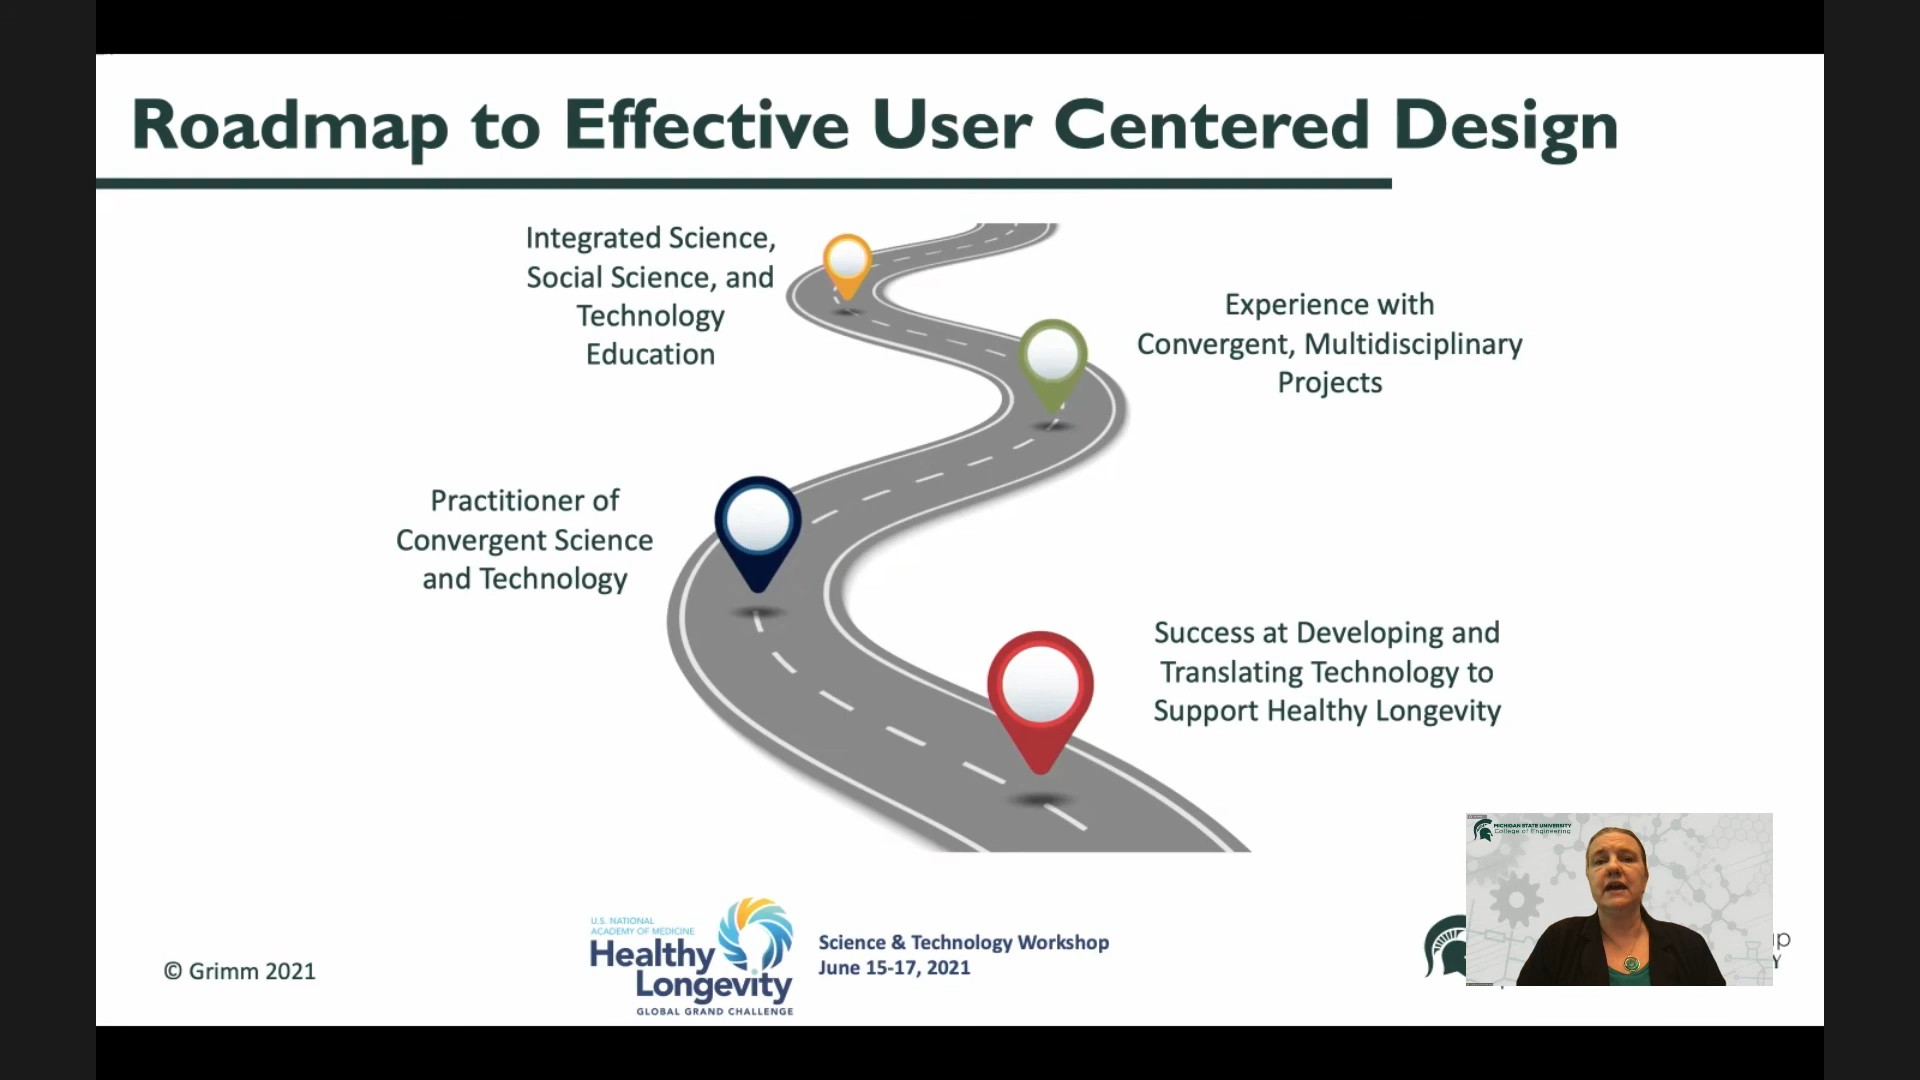 Roadmap to Effective User Centered Design
Integrated Science,
Social Science, and
Technology
Education
Experience with
Convergent, Multidisciplinary
Projects
Practitioner of
Convergent Science
and Technology
Success at Developing and
Translating Technology to
Support Healthy Longevity
MICHIGAN STATE UNIVERSITY
College of Engineering
© Grimm 2021
U.S. NATIONAL
ACADEMY OF MEDICINE
Healthy
Longevity
GLOBAL GRAND CHALLENGE
Science & Technology Workshop
June 15-17, 2021